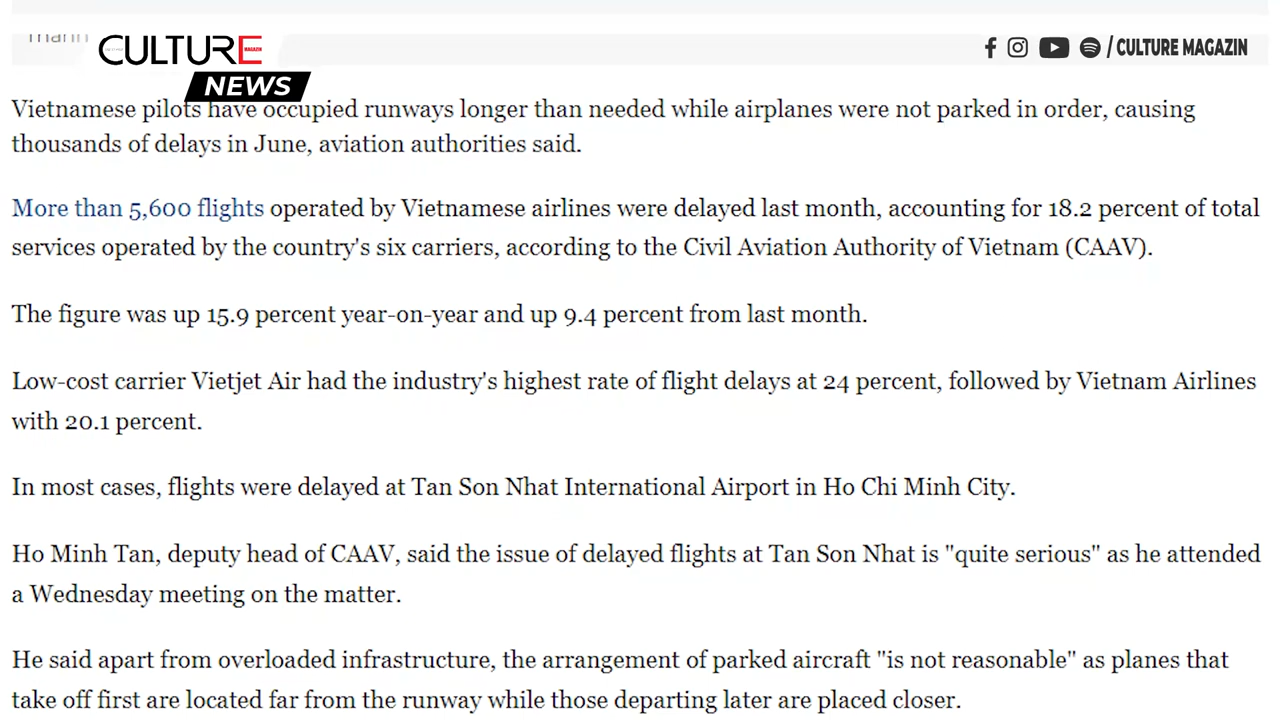 CULTURE MAGAZIN
NEWS
/ CULTURE MAGAZIN
Vietnamese pilots have occupied runways longer than needed while airplanes were not parked in order, causing
thousands of delays in June, aviation authorities said.
More than 5,600 flights operated by Vietnamese airlines were delayed last month, accounting for 18.2 percent of total
services operated by the country's six carriers, according to the Civil Aviation Authority of Vietnam (CAAV).
The figure was up 15.9 percent year-on-year and up 9.4 percent from last month.
Low-cost carrier Vietjet Air had the industry's highest rate of flight delays at 24 percent, followed by Vietnam Airlines
with 20.1 percent.
In most cases, flights were delayed at Tan Son Nhat International Airport in Ho Chi Minh City.
Ho Minh Tan, deputy head of CAAV, said the issue of delayed flights at Tan Son Nhat is "quite serious" as he attended
a Wednesday meeting on the matter.
He said apart from overloaded infrastructure, the arrangement of parked aircraft "is not reasonable" as planes that
take off first are located far from the runway while those departing later are placed closer.